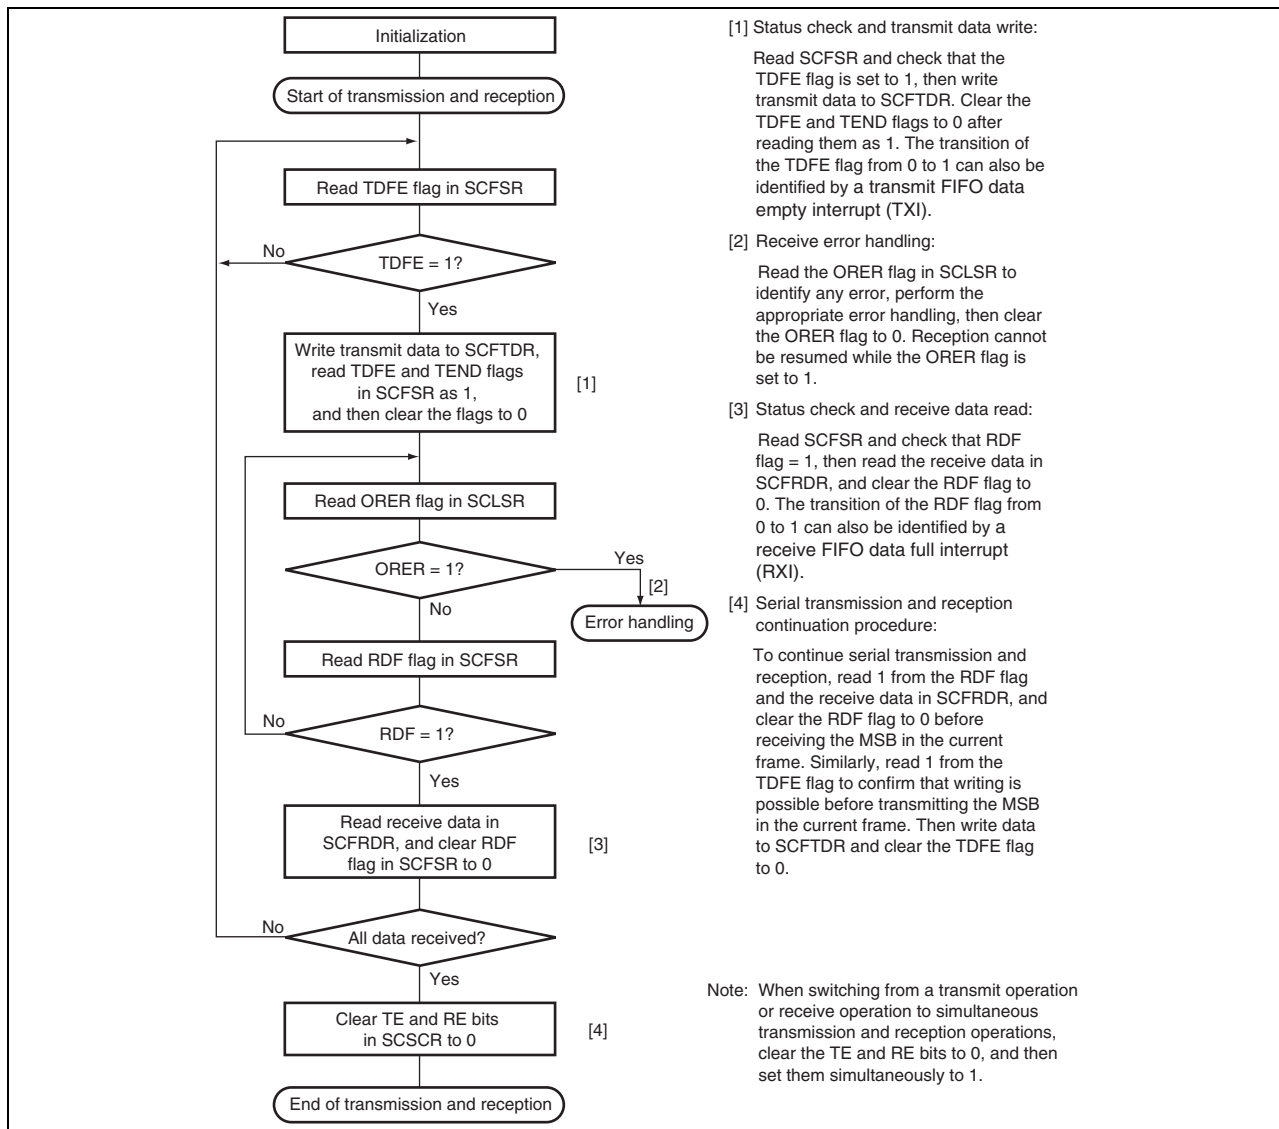 Initialization
Start of transmission and reception
Read TDFE flag in SCFSR
No
TDFE = 1?
Yes
Write transmit data to SCFTDR,
read TDFE and TEND flags
in SCFSR as 1,
and then clear the flags to 0
[1]
Read ORER flag in SCLSR
ORER = 1?
Yes
[2]
No
Error handling
Read RDF flag in SCFSR
No
RDF = 1?
Yes
Read receive data in
SCFRDR, and clear RDF
flag in SCFSR to 0
[3]
No
All data received?
Yes
Clear TE and RE bits
in SCSCR to 0
[4]
End of transmission and reception
[1] Status check and transmit data write:
Read SCFSR and check that the
TDFE flag is set to 1, then write
transmit data to SCFTDR. Clear the
TDFE and TEND flags to 0 after
reading them as 1. The transition of
the TDFE flag from 0 to 1 can also be
identified by a transmit FIFO data
empty interrupt (TXI).
[2] Receive error handling:
Read the ORER flag in SCLSR to
identify any error, perform the
appropriate error handling, then clear
the ORER flag to 0. Reception cannot
be resumed while the ORER flag is
set to 1.
[3] Status check and receive data read:
Read SCFSR and check that RDF
flag = 1, then read the receive data in
SCFRDR, and clear the RDF flag to
0. The transition of the RDF flag from
0 to 1 can also be identified by a
receive FIFO data full interrupt
(RXI).
[4] Serial transmission and reception
continuation procedure:
To continue serial transmission and
reception, read 1 from the RDF flag
and the receive data in SCFRDR, and
clear the RDF flag to 0 before
receiving the MSB in the current
frame. Similarly, read 1 from the
TDFE flag to confirm that writing is
possible before transmitting the MSB
in the current frame. Then write data
to SCFTDR and clear the TDFE flag
to 0.
Note: When switching from a transmit operation
or receive operation to simultaneous
transmission and reception operations,
clear the TE and RE bits to 0, and then
set them simultaneously to 1.